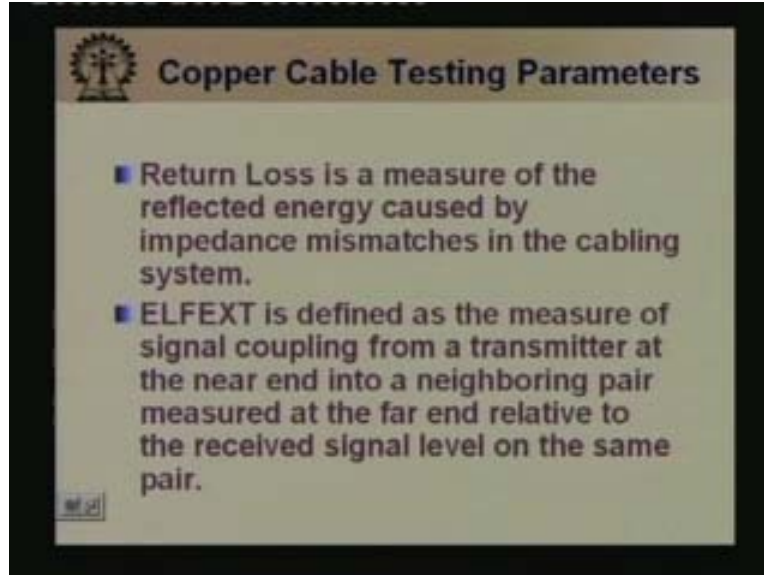 Copper Cable Testing Parameters
Return Loss is a measure of the
reflected energy caused by
impedance mismatches in the cabling
system.
ELFEXT is defined as the measure of
signal coupling from a transmitter at
the near end into a neighboring pair
measured at the far end relative to
the received signal level on the same
pair.